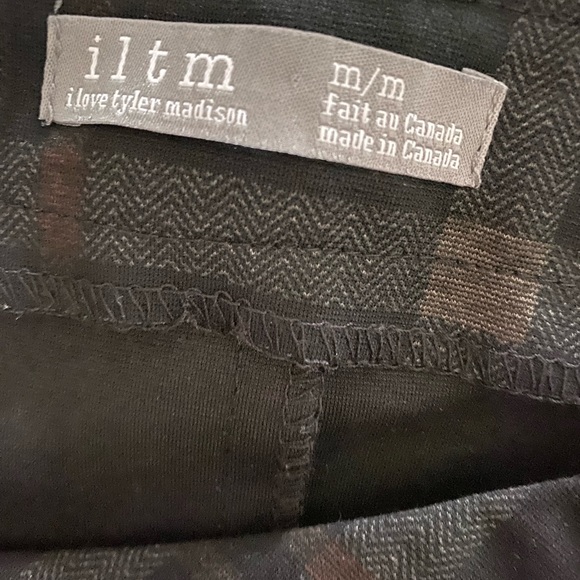 iltm
i love tyler madison
m/m
Fait au Canada
made in Canada